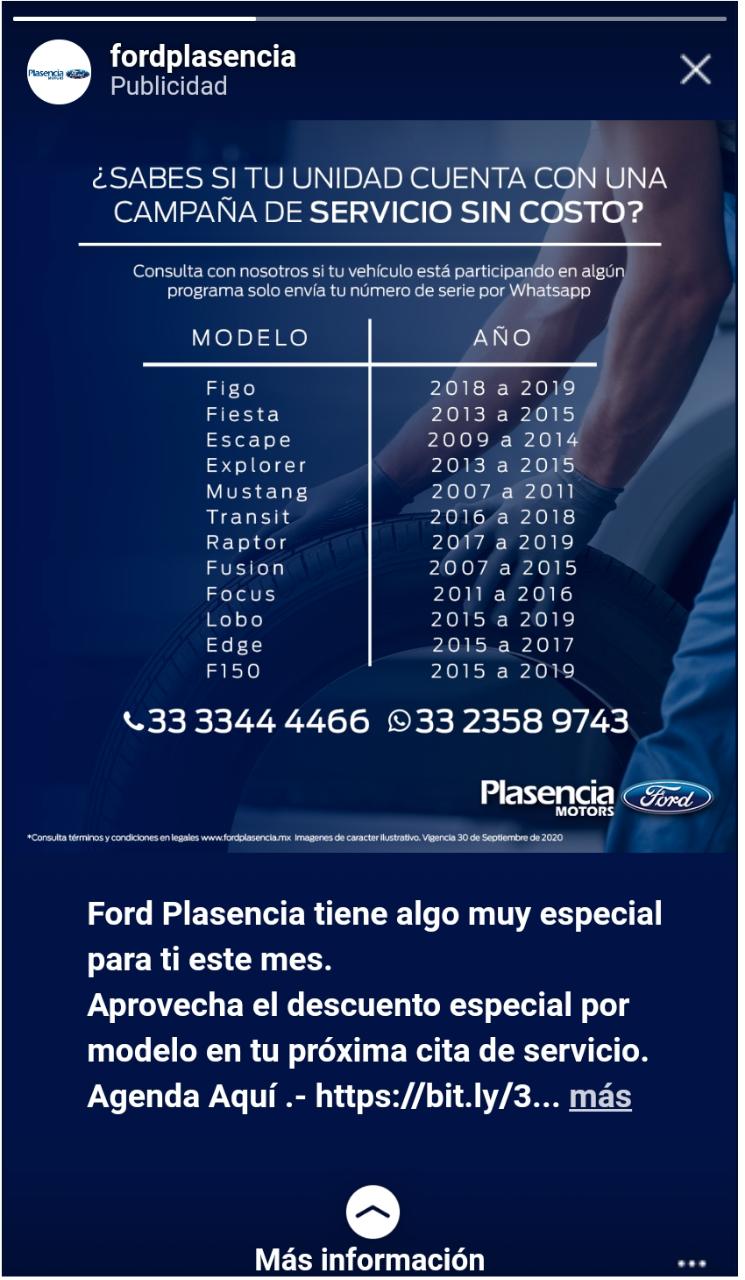 fordplasencia
Publicidad
Plasencia MOTORS Ford
¿SABES SI TU UNIDAD CUENTA CON UNA
CAMPAÑA DE SERVICIO SIN COSTO?
Consulta con nosotros si tu vehículo está participando en algún
programa solo envía tu número de serie por Whatsapp
MODELO AÑO
Figo 2018 a 2019
Fiesta 2013 a 2015
Escape 2009 a 2014
Explorer 2013 a 2015
Mustang 2007 a 2011
Transit 2016 a 2018
Raptor 2017 a 2019
Fusion 2007 a 2015
Focus 2011 a 2016
Lobo 2015 a 2019
Edge 2015 a 2017
F150 2015 a 2019
33 3344 4466 33 2358 9743
Plasencia Ford
MOTORS
*Consulta términos y condiciones en legales www.fordplasencia.mx Imagenes de caracter ilustrativo. Vigencia 30 de Septiembre de 2020
Ford Plasencia tiene algo muy especial
para ti este mes.
Aprovecha el descuento especial por
modelo en tu próxima cita de servicio.
Agenda Aquí .- https://bit.ly/3... más
Más información